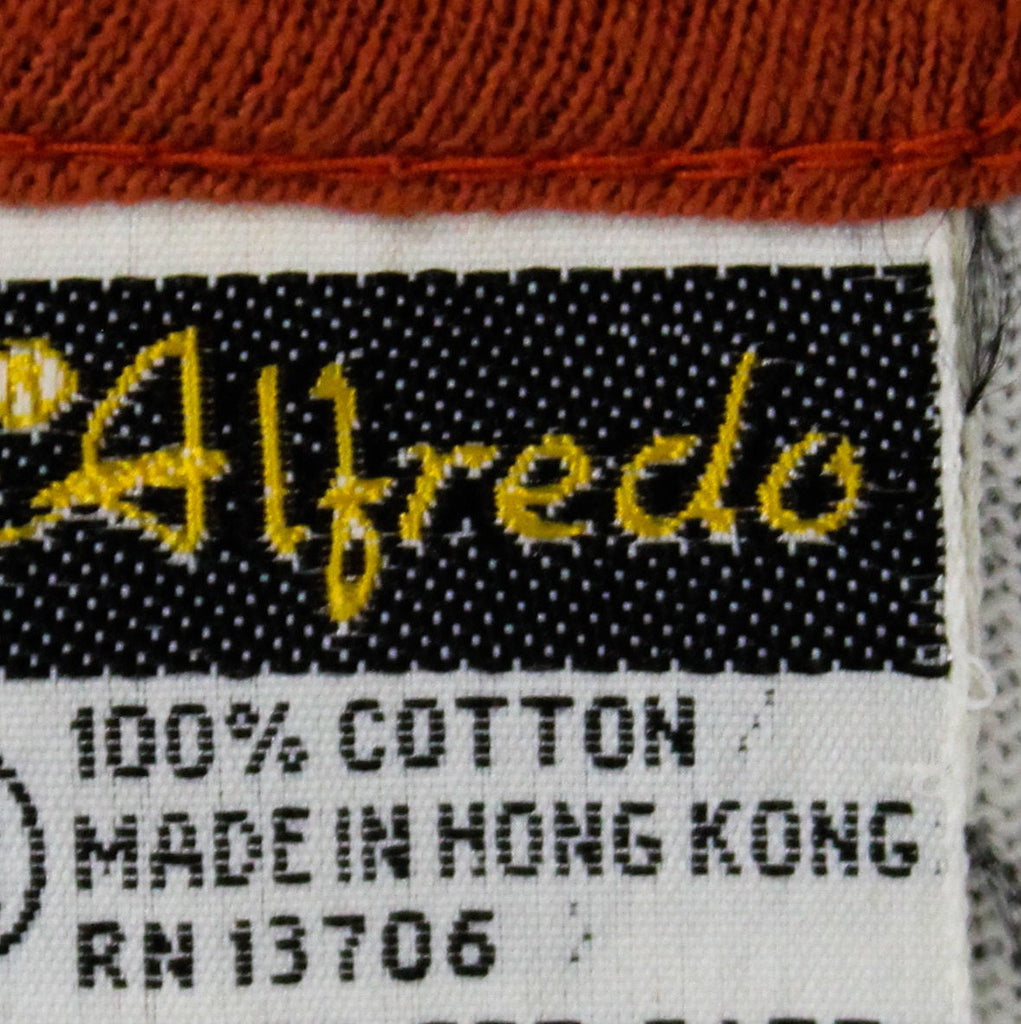 Alfredo
100% COTTON
MADE IN HONG KONG
RN 13706